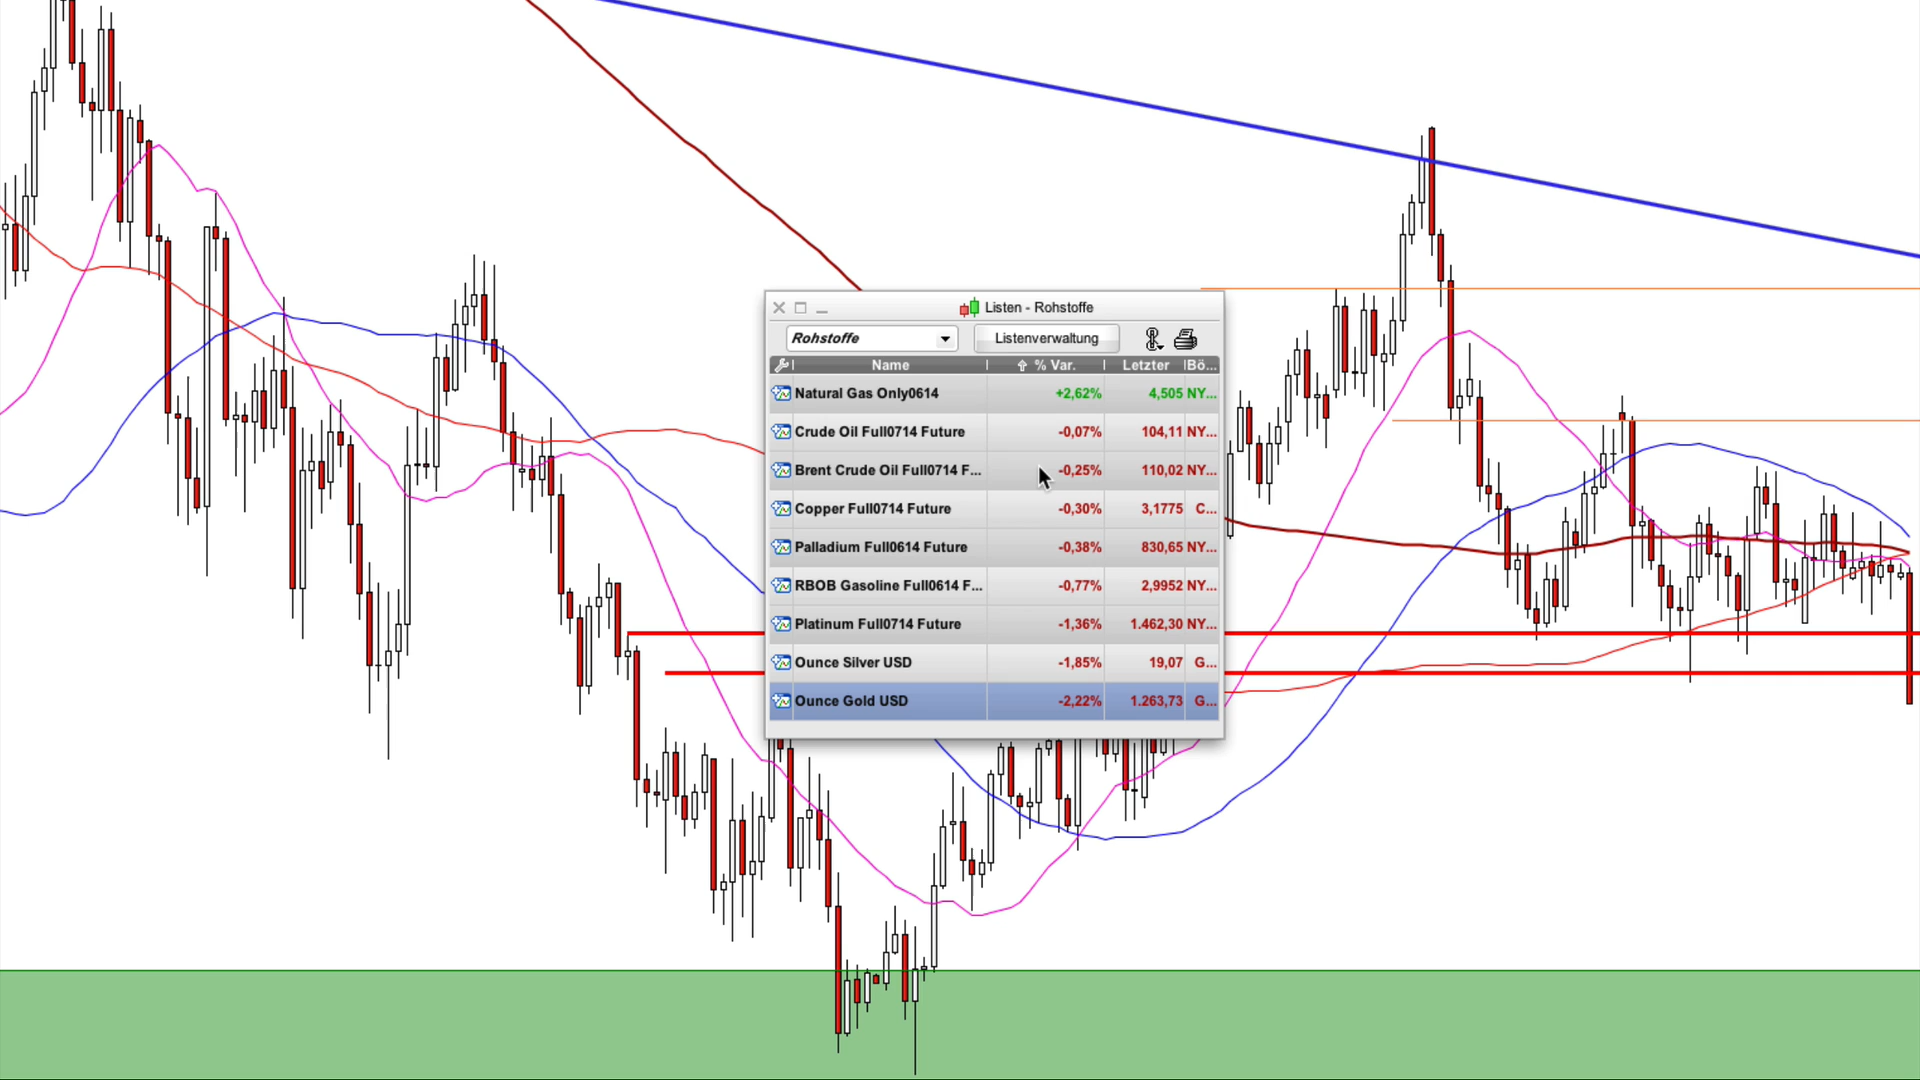 Listen - Rohstoffe
Rohstoffe Listenverwaltung
Name % Var. Letzter Bö...
Natural Gas Only0614 +2,62% 4,505 NY...
Crude Oil Full0714 Future -0,07% 104,11 NY...
Brent Crude Oil Full0714 F... -0,25% 110,02 NY...
Copper Full0714 Future -0,30% 3,1775 C...
Palladium Full0614 Future -0,38% 830,65 NY...
RBOB Gasoline Full0614 F... -0,77% 2,9952 NY...
Platinum Full0714 Future -1,36% 1.462,30 NY...
Ounce Silver USD -1,85% 19,07 G...
Ounce Gold USD -2,22% 1.263,73 G...